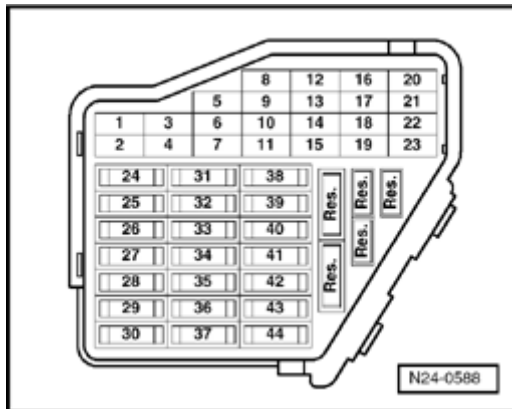 8 12 16 20
5 9 13 17 21
1 3 6 10 14 18 22
2 4 7 11 15 19 23
24 31 38
25 32 39
26 33 40
27 34 41
28 35 42
29 36 43
30 37 44
Res. Res. Res.
Res. Res.
N24-0588